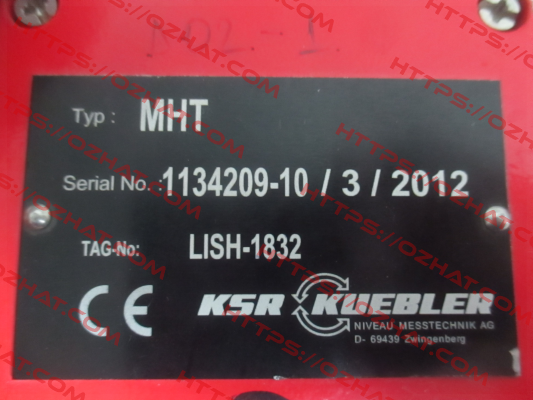 Typ: MHT
Serial No.: 1134209-10 / 3 / 2012
TAG-No: LISH-1832
CE KSR KUEBLER
NIVEAU MESSTECHNIK AG
D- 69439 Zwingenberg
HTTPS://OZHAT.COM